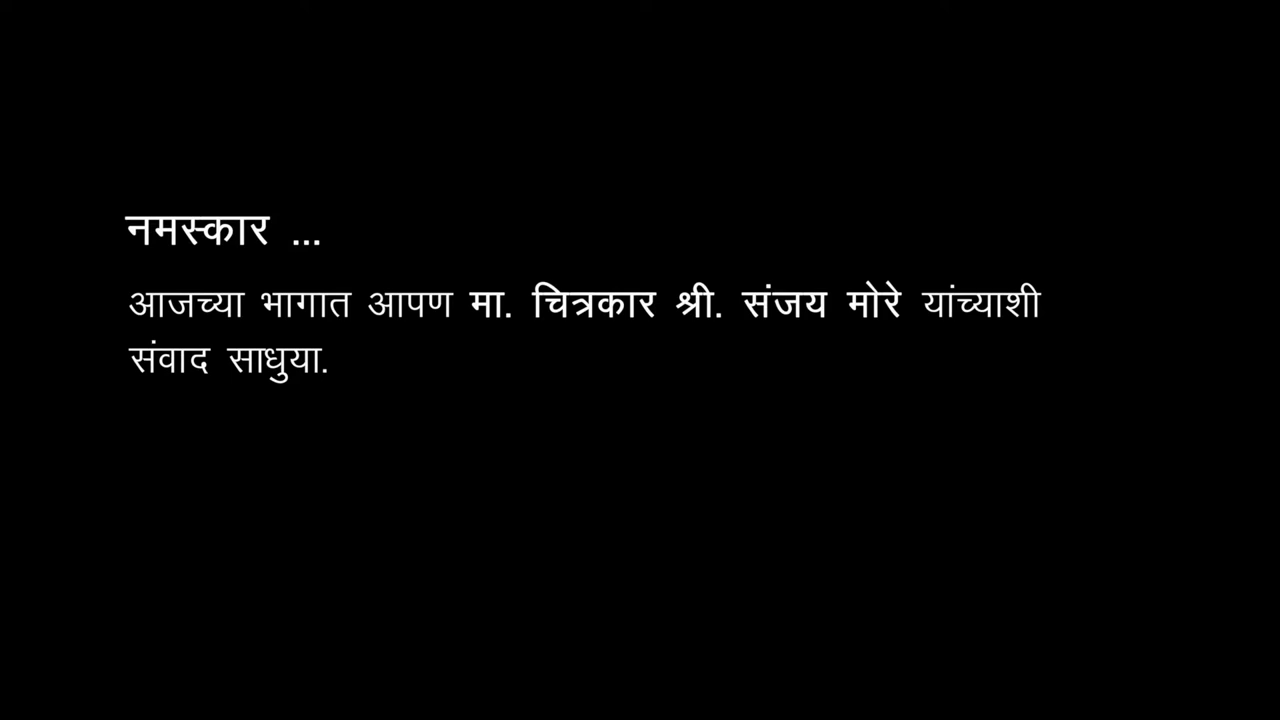 नमस्कार ...
आजच्या भागात आपण मा. चित्रकार श्री. संजय मोरे यांच्याशी
संवाद साधुया.